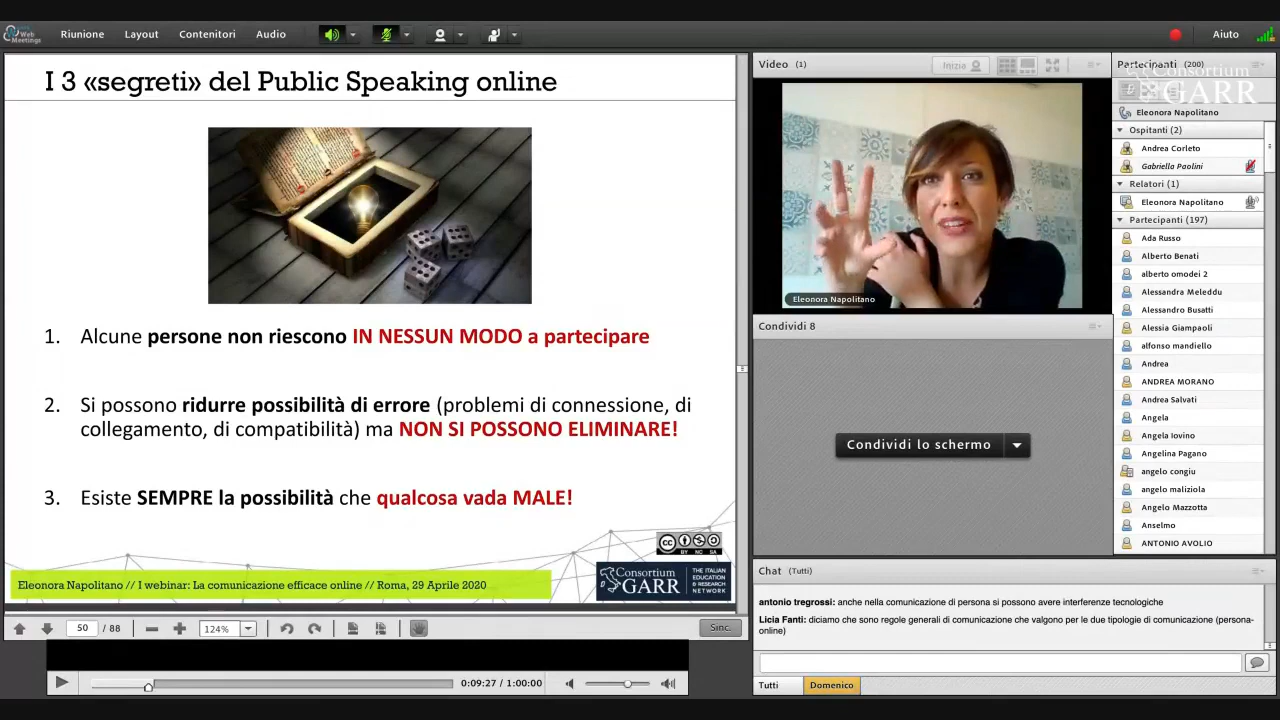 Web
Meetings
Riunione
Layout
Contenitori
Audio
Aiuto
I 3 «segreti» del Public Speaking online
1. Alcune persone non riescono IN NESSUN MODO a partecipare
2. Si possono ridurre possibilità di errore (problemi di connessione, di
collegamento, di compatibilità) ma NON SI POSSONO ELIMINARE!
3. Esiste SEMPRE la possibilità che qualcosa vada MALE!
cc
BY NC SA
Eleonora Napolitano // I webinar: La comunicazione efficace online // Roma, 29 Aprile 2020
Consortium
GARR
THE ITALIAN
EDUCATION
& RESEARCH
NETWORK
50 / 88
124%
Sinc.
0:09:27 / 1:00:00
Video (1)
Inizia
Eleonora Napolitano
Condividi 8
Condividi lo schermo
Partecipanti (200)
Consortium
GARR
Eleonora Napolitano
Ospitanti (2)
Andrea Corleto
Gabriella Paolini
Relatori (1)
Eleonora Napolitano
Partecipanti (197)
Ada Russo
Alberto Benati
alberto omodei 2
Alessandra Meleddu
Alessandro Busatti
Alessia Giampaoli
alfonso mandiello
Andrea
ANDREA MORANO
Andrea Salvati
Angela
Angela Iovino
Angelina Pagano
angelo congiu
angelo maliziola
Angelo Mazzotta
Anselmo
ANTONIO AVOLIO
Chat (Tutti)
antonio tregrossi: anche nella comunicazione di persona si possono avere interferenze tecnologiche
Licia Fanti: diciamo che sono regole generali di comunicazione che valgono per le due tipologie di comunicazione (persona-
online)
Tutti
Domenico